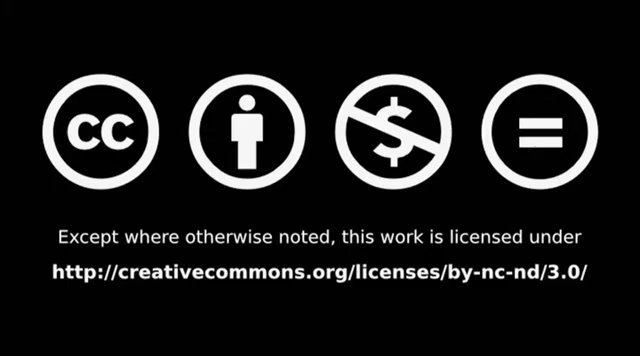 cc
$
=
Except where otherwise noted, this work is licensed under
http://creativecommons.org/licenses/by-nc-nd/3.0/